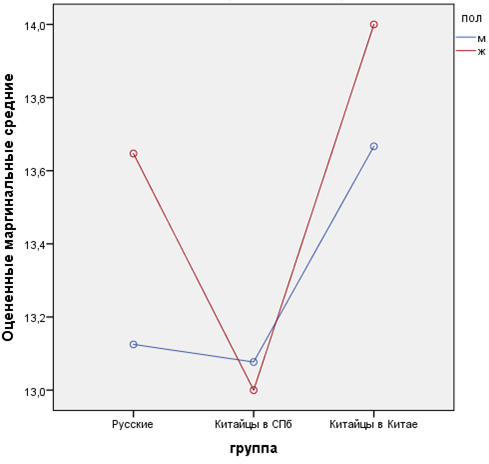 пол
м
ж
Оцененные маргинальные средние
14,0
13,8
13,6
13,4
13,2
13,0
Русские
Китайцы в СПб
Китайцы в Китае
группа